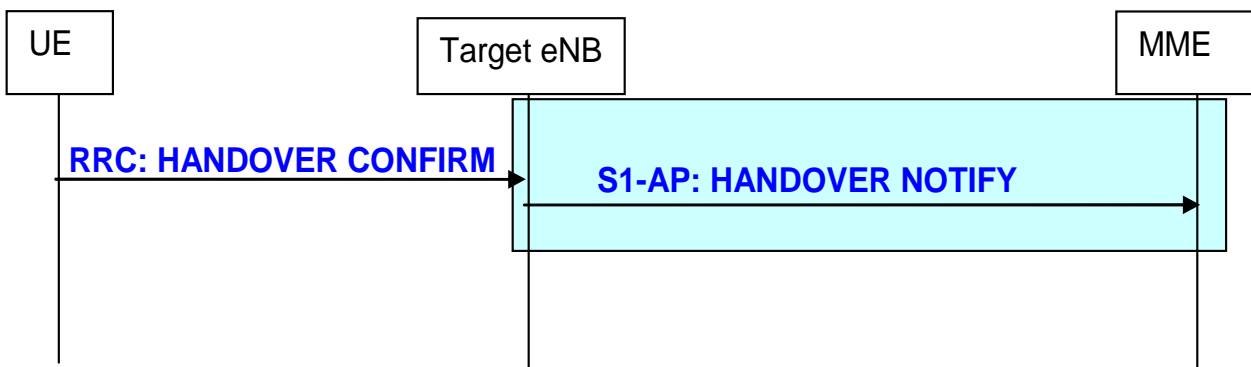 UE
Target eNB
MME
RRC: HANDOVER CONFIRM
S1-AP: HANDOVER NOTIFY